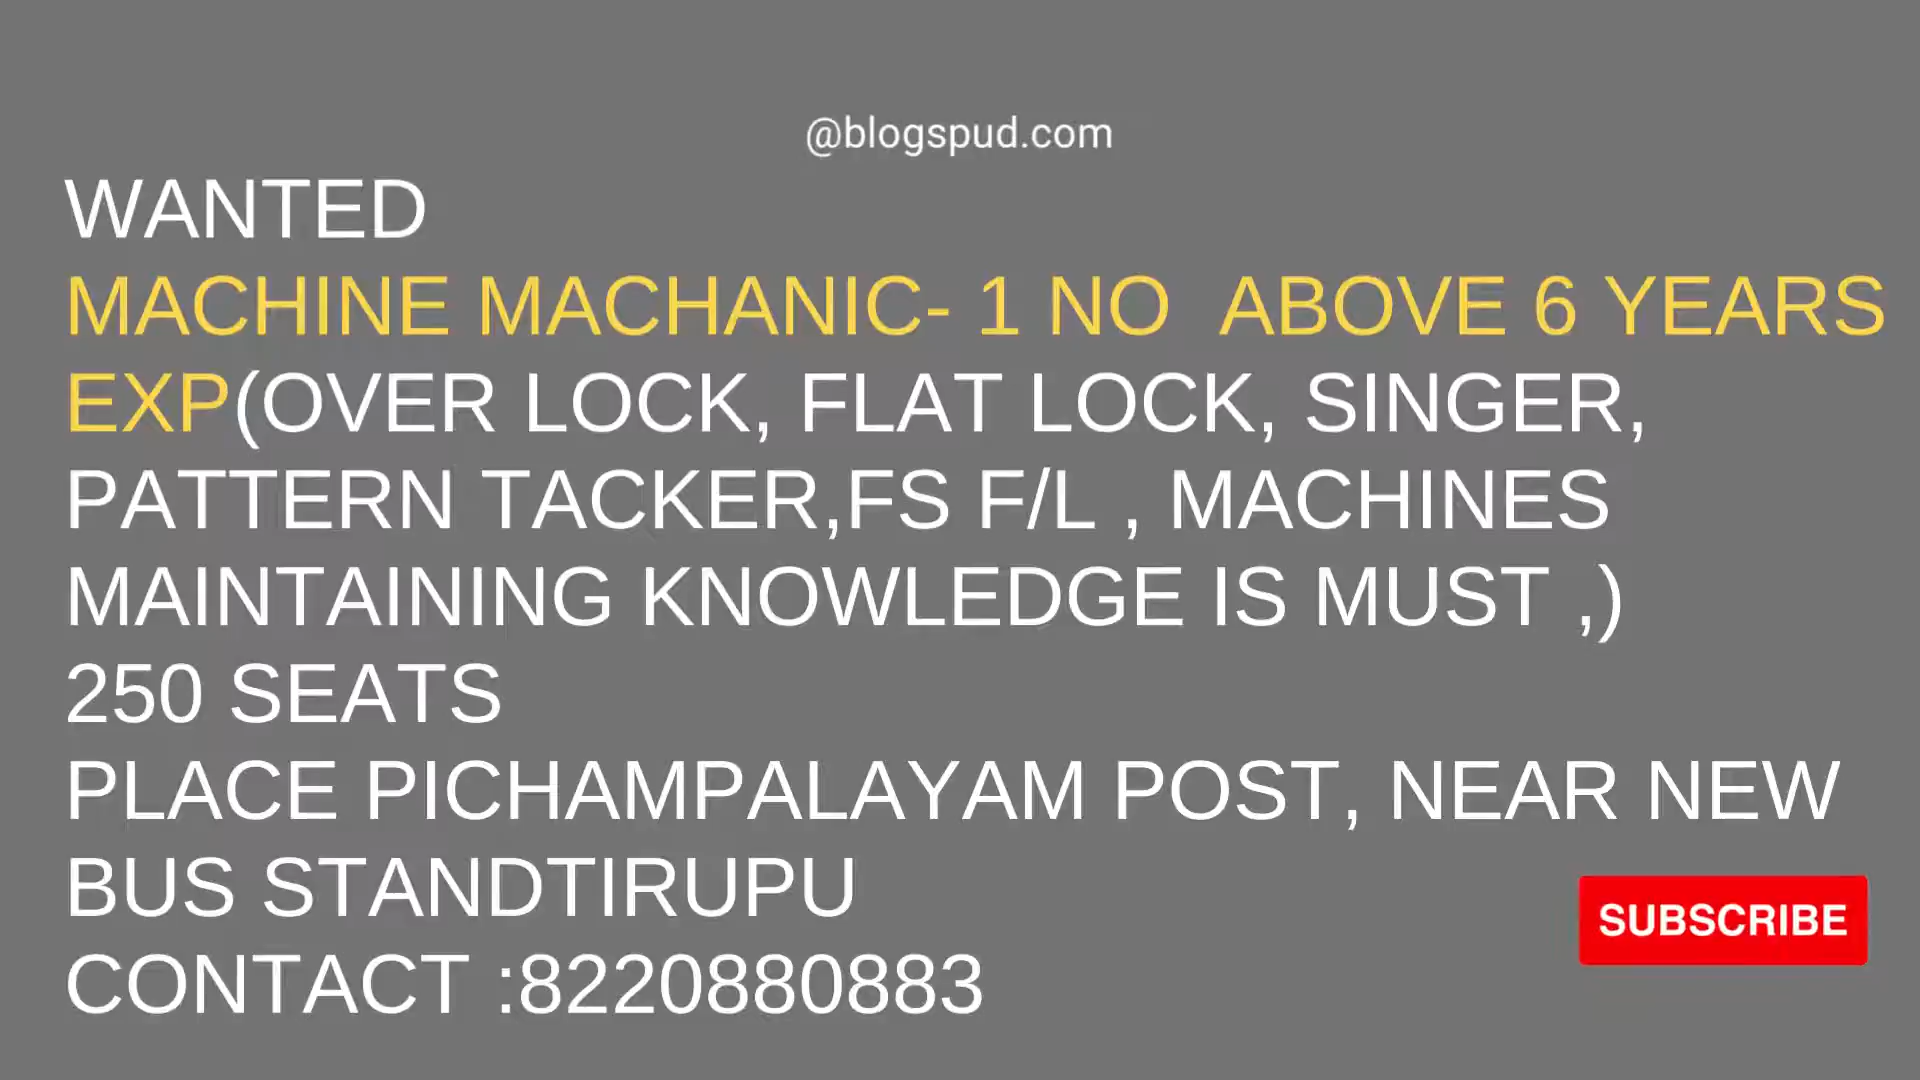 @blogspud.com
WANTED
MACHINE MACHANIC- 1 NO  ABOVE 6 YEARS
EXP(OVER LOCK, FLAT LOCK, SINGER,
PATTERN TACKER,FS F/L , MACHINES
MAINTAINING KNOWLEDGE IS MUST ,)
250 SEATS
PLACE PICHAMPALAYAM POST, NEAR NEW
BUS STANDTIRUPU
SUBSCRIBE
CONTACT :8220880883